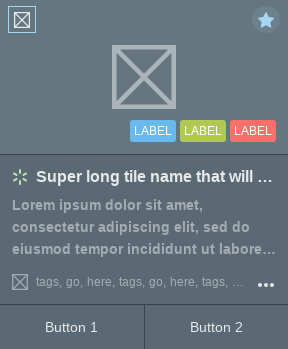 LABEL LABEL LABEL
Super long tile name that will …
Lorem ipsum dolor sit amet,
consectetur adipiscing elit, sed do
eiusmod tempor incididunt ut labore…
tags, go, here, tags, go, here, tags, …
Button 1 Button 2